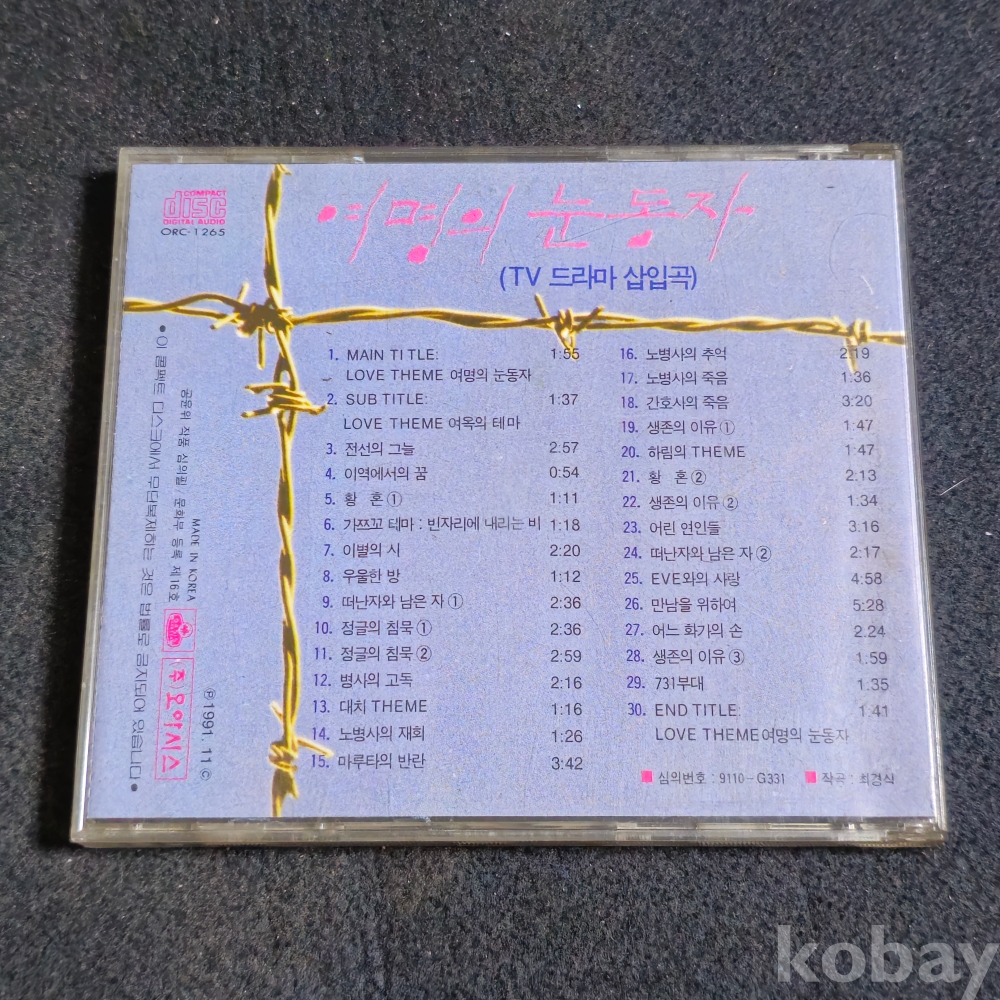 COMPACT
disc
DIGITAL AUDIO
ORC-1265
여명의 눈동자
(TV 드라마 삽입곡)
1. MAIN TITLE: 1:55
LOVE THEME 여명의 눈동자
2. SUB TITLE: 1:37
LOVE THEME 여옥의 테마
3. 전선의 그늘 2:57
4. 이역에서의 꿈 0:54
5. 황 혼 ① 1:11
6. 가쯔꼬 테마 : 빈자리에 내리는 비 1:18
7. 이별의 시 2:20
8. 우울한 방 1:12
9. 떠난자와 남은 자 ① 2:36
10. 정글의 침묵 ① 2:36
11. 정글의 침묵 ② 2:59
12. 병사의 고독 2:16
13. 대치 THEME 1:16
14. 노병사의 재회 1:26
15. 마루타의 반란 3:42
16. 노병사의 추억 2:19
17. 노병사의 죽음 1:36
18. 간호사의 죽음 3:20
19. 생존의 이유 ① 1:47
20. 하림의 THEME 1:47
21. 황 혼 ② 2:13
22. 생존의 이유 ② 1:34
23. 어린 연인들 3:16
24. 떠난자와 남은 자 ② 2:17
25. EVE와의 사랑 4:58
26. 만남을 위하여 5:28
27. 어느 화가의 손 2:24
28. 생존의 이유 ③ 1:59
29. 731부대 1:35
30. END TITLE: 1:41
LOVE THEME 여명의 눈동자
■ 심의번호 : 9110-G331 ■ 작곡 : 최경식
• 이 콤팩트 디스크에서 무단복제하는 것은 법률로 금지되어 있습니다 •
공윤위 직품 심의필 문화부 등록 제16호
MADE IN KOREA
(주) 오아시스
Ⓟ1991. 11 ⓒ
kobay